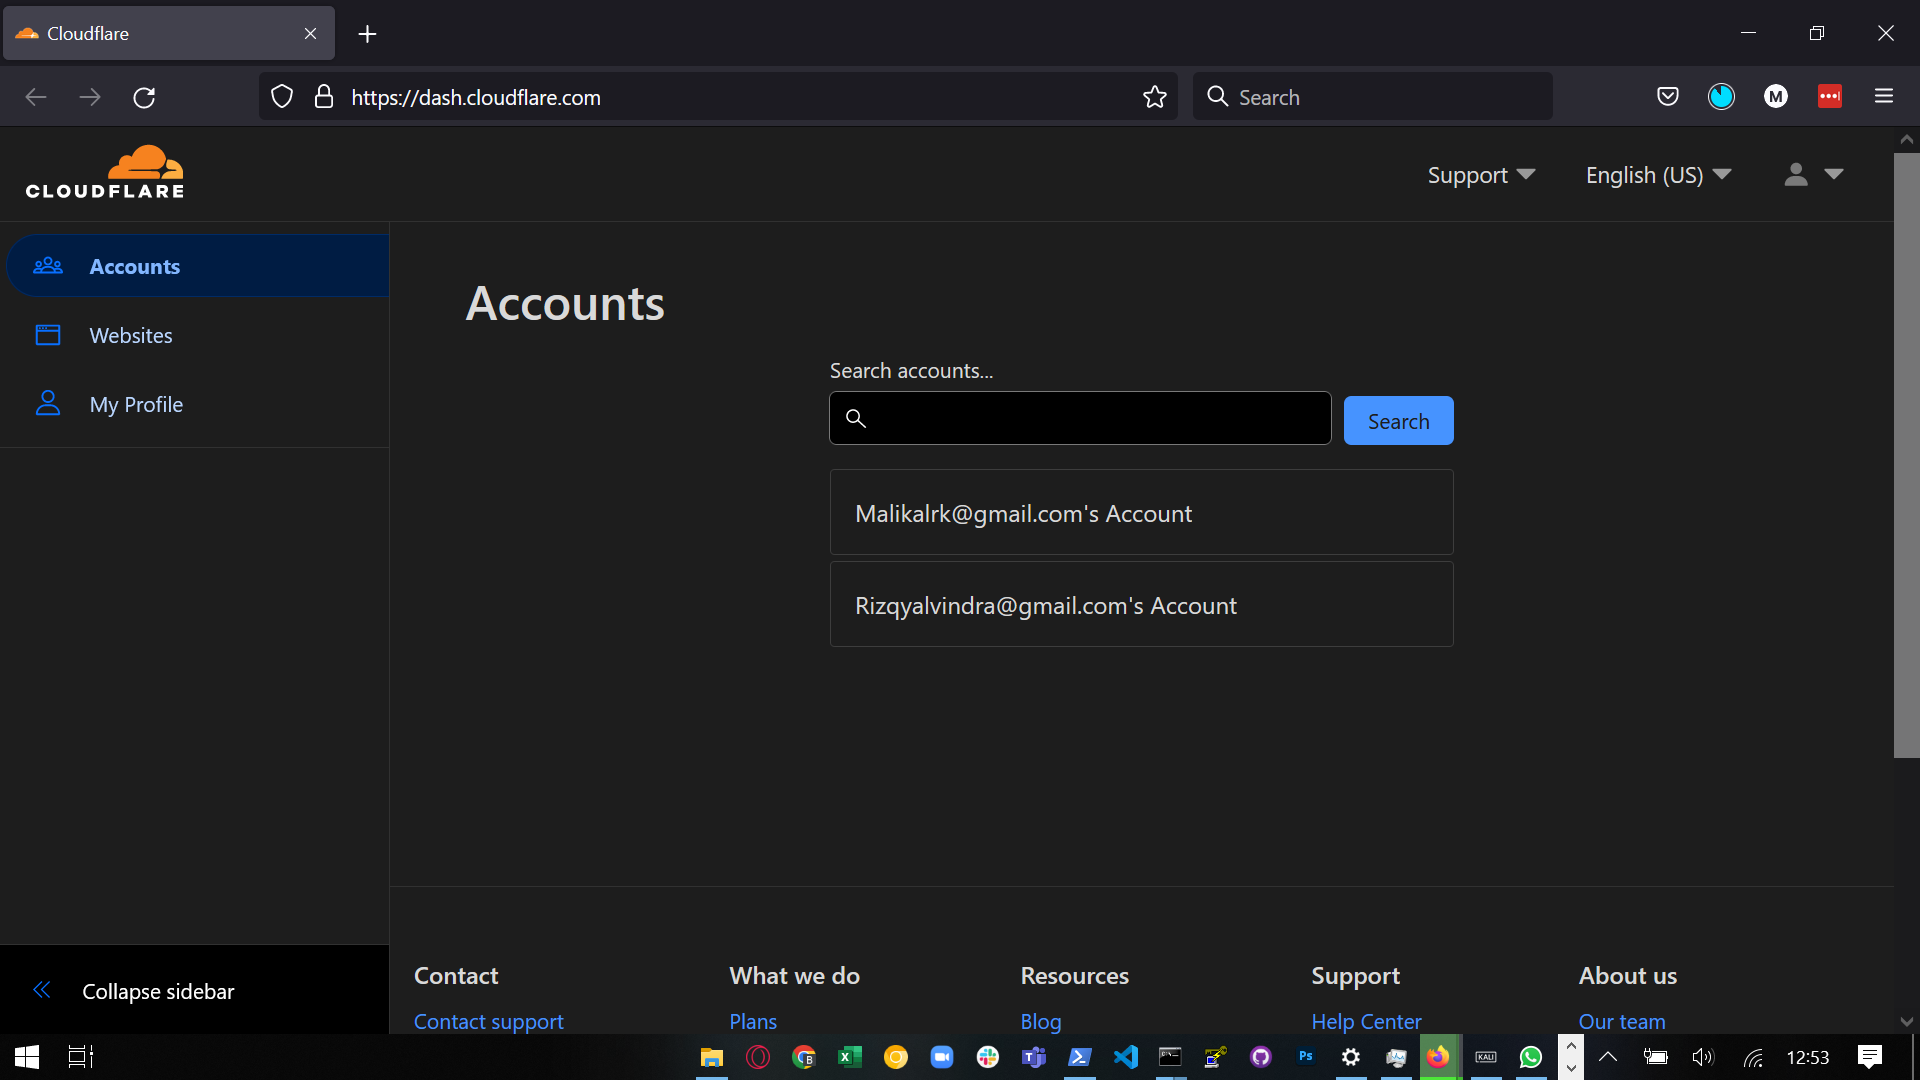 Cloudflare
https://dash.cloudflare.com
Search
M
CLOUDFLARE
Support
English (US)
Accounts
Websites
My Profile
Accounts
Search accounts...
Search
Malikalrk@gmail.com's Account
Rizqyalvindra@gmail.com's Account
Collapse sidebar
Contact
What we do
Resources
Support
About us
Contact support
Plans
Blog
Help Center
Our team
Ps
KALI
12:53